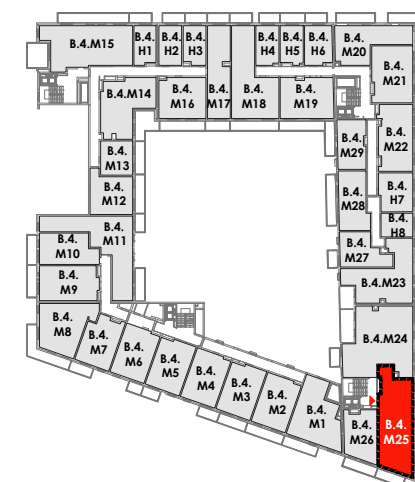 B.4.M15
B.4.
H1
B.4.
H2
B.4.
H3
B.4.
M17
B.4.
M18
B.4.
H4
B.4.
H5
B.4.
H6
B.4.
M20
B.4.
M21
B.4.M14
B.4.
M16
B.4.
M19
B.4.
M13
B.4.
M12
B.4.
M29
B.4.
M22
B.4.
M28
B.4.
H7
B.4.
H8
B.4.
M11
B.4.
M10
B.4.
M9
B.4.
M27
B.4.M23
B.4.
M8
B.4.
M7
B.4.
M6
B.4.
M5
B.4.
M4
B.4.
M3
B.4.
M2
B.4.
M1
B.4.M24
B.4.
M26
B.4.
M25